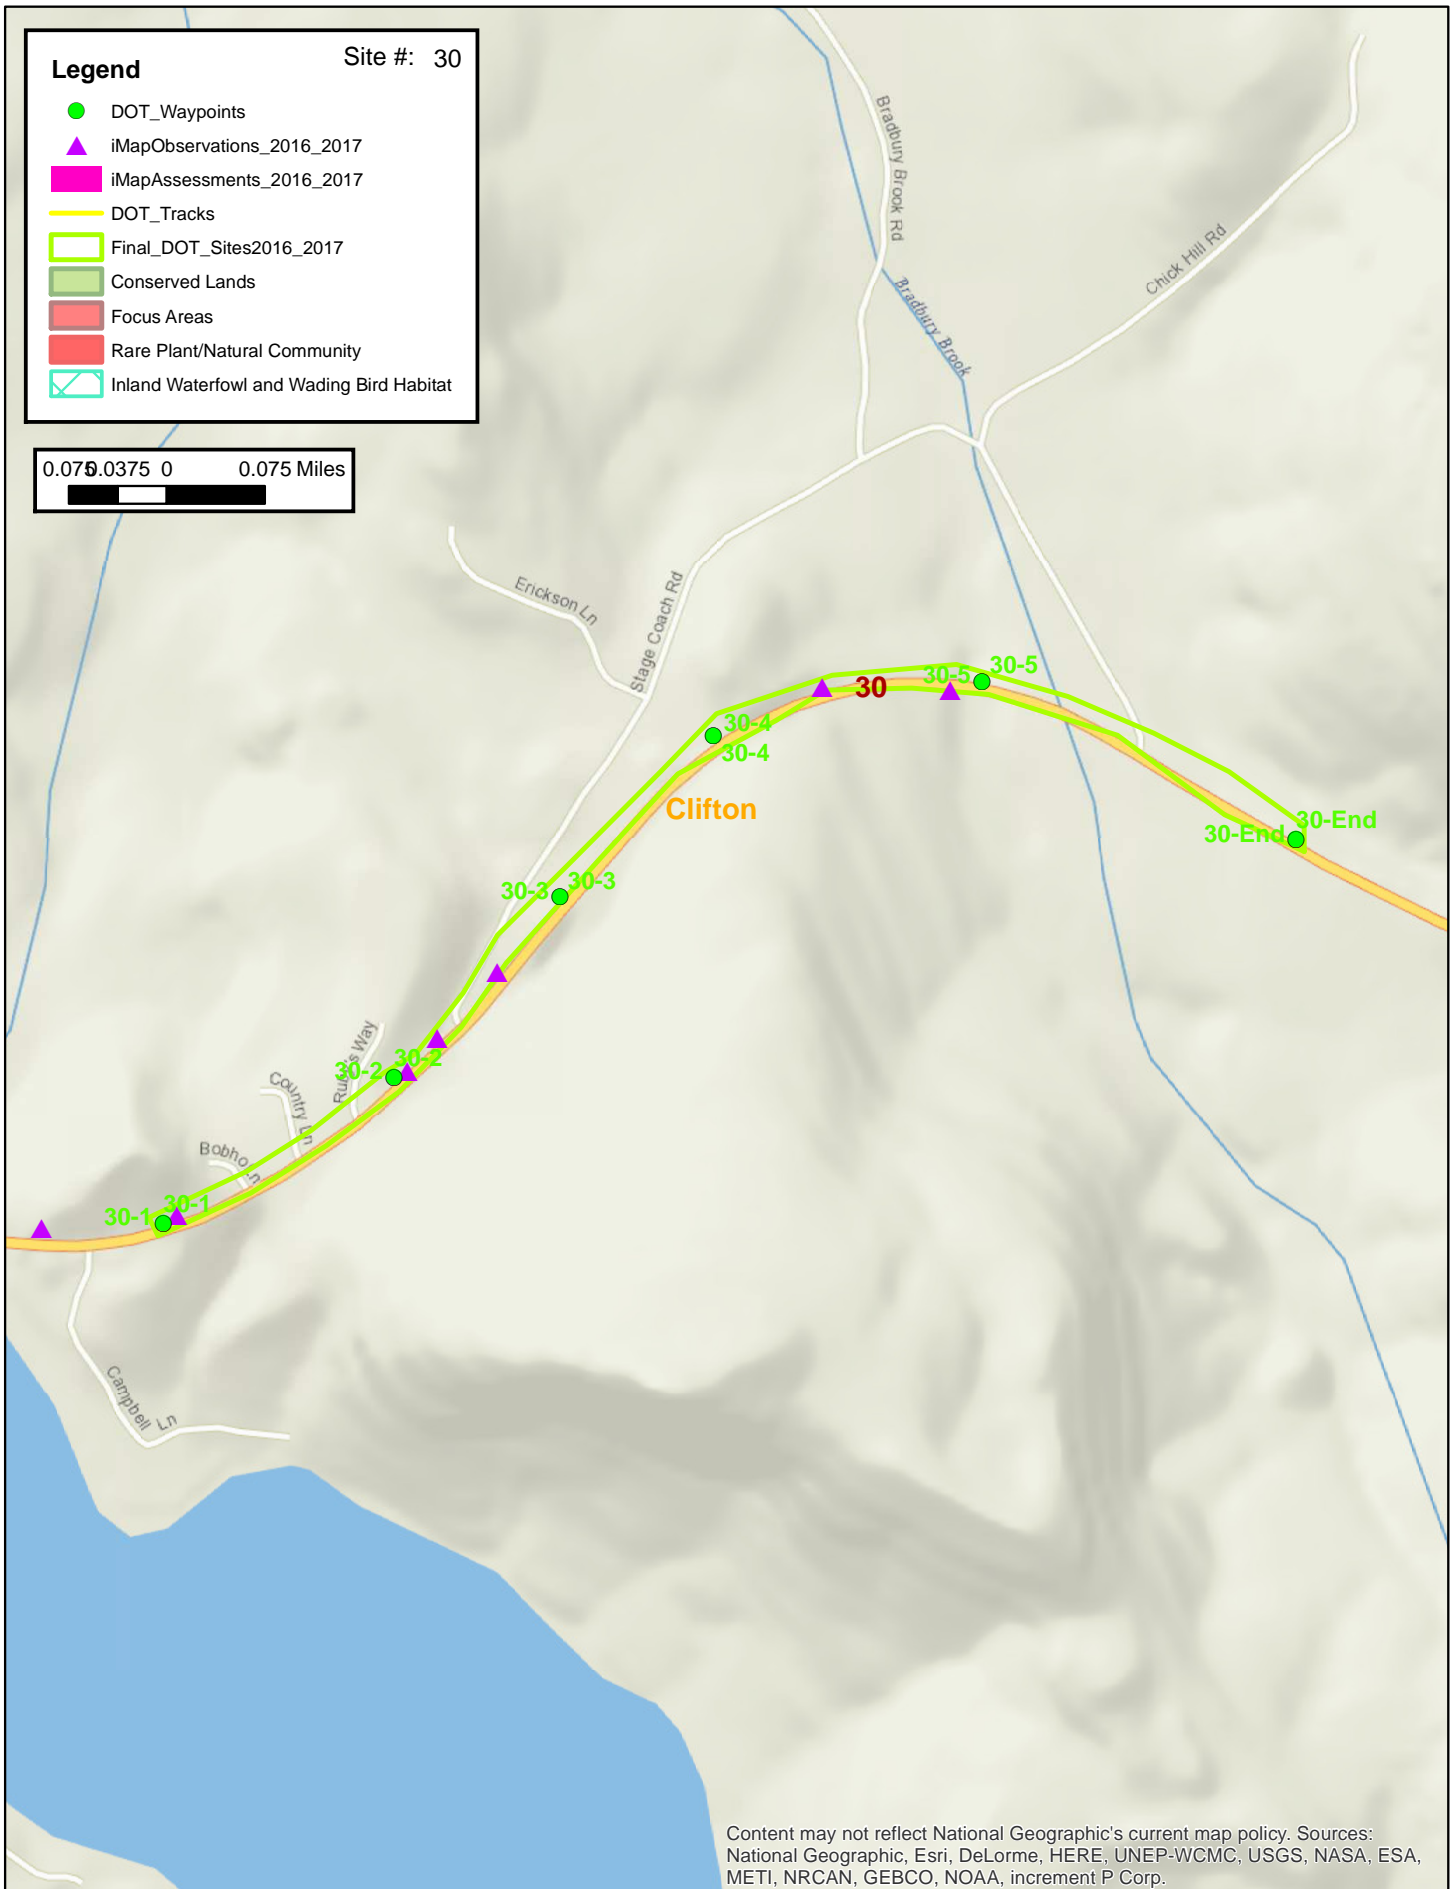 Legend
Site #: 30
DOT_Waypoints
iMapObservations_2016_2017
iMapAssessments_2016_2017
DOT_Tracks
Final_DOT_Sites2016_2017
Conserved Lands
Focus Areas
Rare Plant/Natural Community
Inland Waterfowl and Wading Bird Habitat
0.075 0.0375 0 0.075 Miles
Bradbury Brook Rd
Chick Hill Rd
Bradbury Brook
Erickson Ln
Stage Coach Rd
30-5
30-5
30
30-4
30-4
Clifton
30-End
30-End
30-3
30-3
30-2
30-2
Way
Country Ln
Ln
30-1
30-1
Campbell Ln
Content may not reflect National Geographic's current map policy. Sources:
National Geographic, Esri, DeLorme, HERE, UNEP-WCMC, USGS, NASA, ESA,
METI, NRCAN, GEBCO, NOAA, increment P Corp.